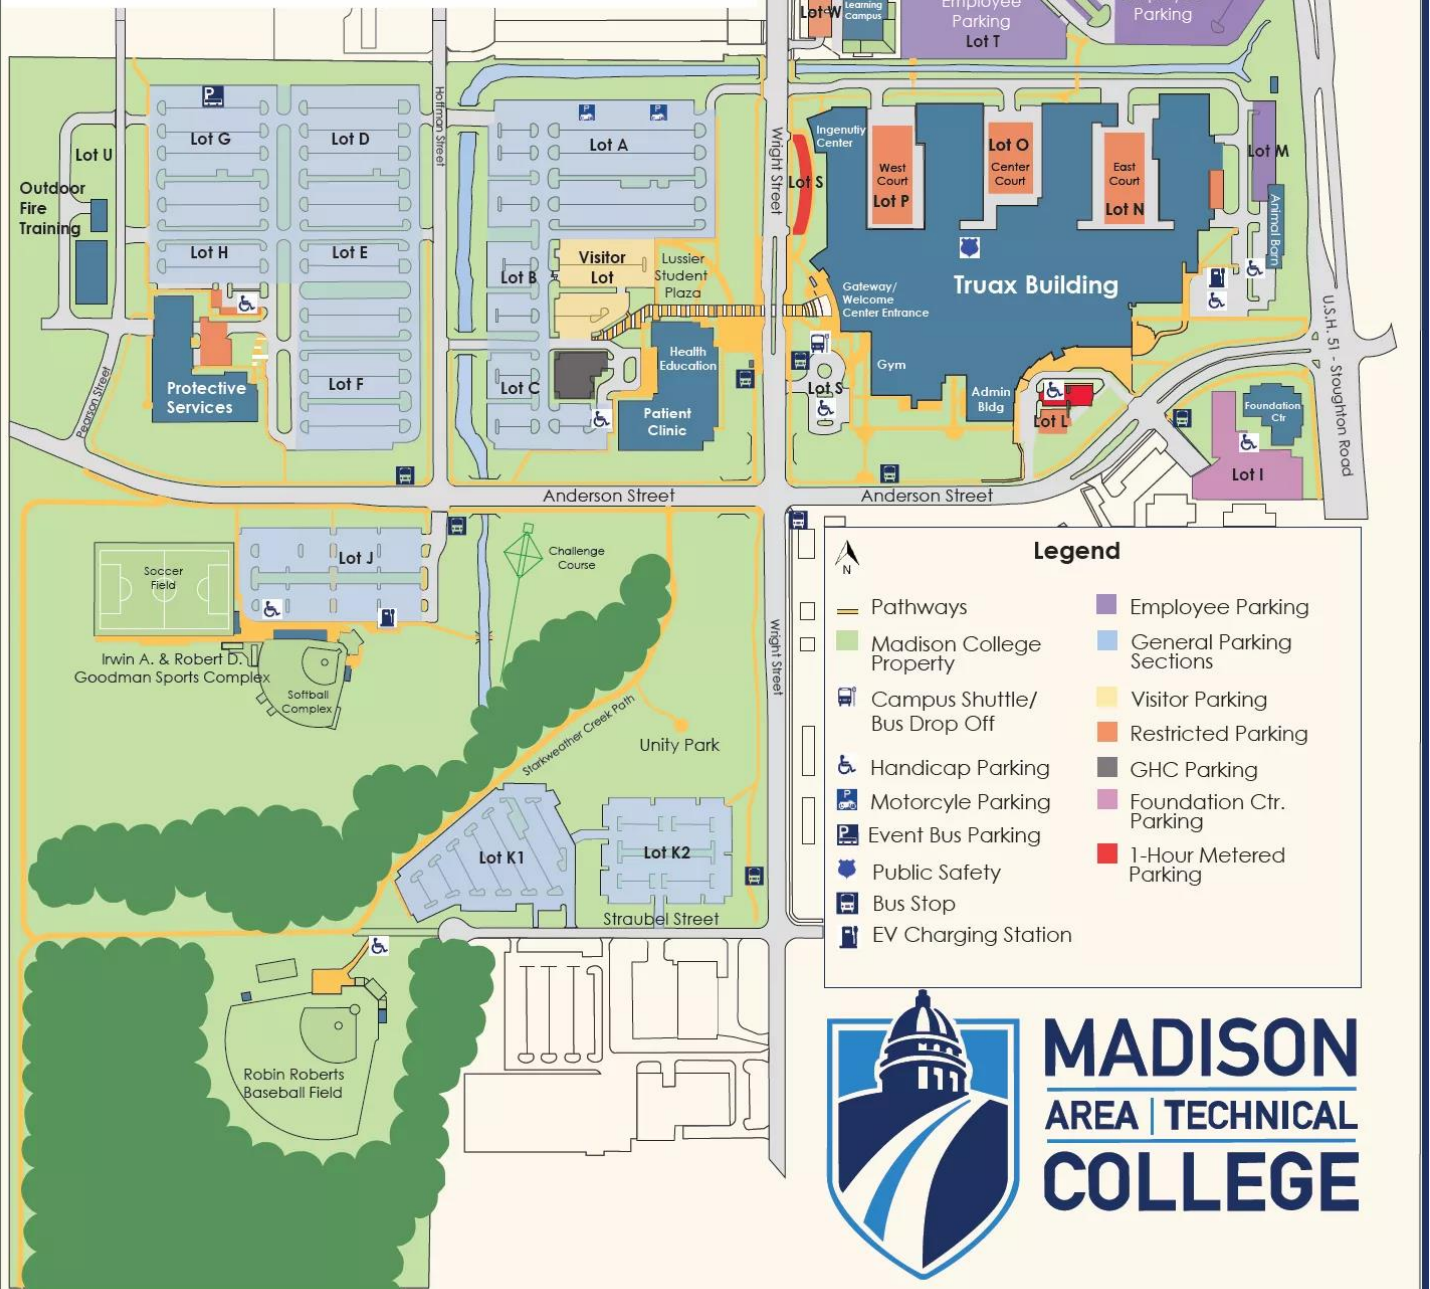 Lot W
Learning
Campus
Employee
Parking
Lot T
Parking
Lot G
Lot D
Hoffman Street
Lot A
Wright Street
Ingenutiy
Center
Lot S
West
Court
Lot P
Lot O
Center
Court
East
Court
Lot N
Lot M
Animal Barn
Lot U
Outdoor
Fire
Training
Lot H
Lot E
Lot B
Visitor
Lot
Lussier
Student
Plaza
Truax Building
Gateway/
Welcome
Center Entrance
U.S.H. 51 - Stoughton Road
Protective
Services
Lot F
Lot C
Health
Education
Patient
Clinic
Gym
Lot S
Admin
Bldg
Lot L
Foundation
Ctr
Lot I
Pearson Street
Anderson Street
Anderson Street
Soccer
Field
Lot J
Challenge
Course
Irwin A. & Robert D.
Goodman Sports Complex
Softball
Complex
Wright Street
Starkweather Creek Path
Unity Park
Lot K1
Lot K2
Straubel Street
Robin Roberts
Baseball Field
Legend
N
Pathways
Madison College
Property
Campus Shuttle/
Bus Drop Off
Handicap Parking
P
Motorcyle Parking
P
Event Bus Parking
Public Safety
Bus Stop
EV Charging Station
Employee Parking
General Parking
Sections
Visitor Parking
Restricted Parking
GHC Parking
Foundation Ctr.
Parking
1-Hour Metered
Parking
MADISON
AREA | TECHNICAL
COLLEGE